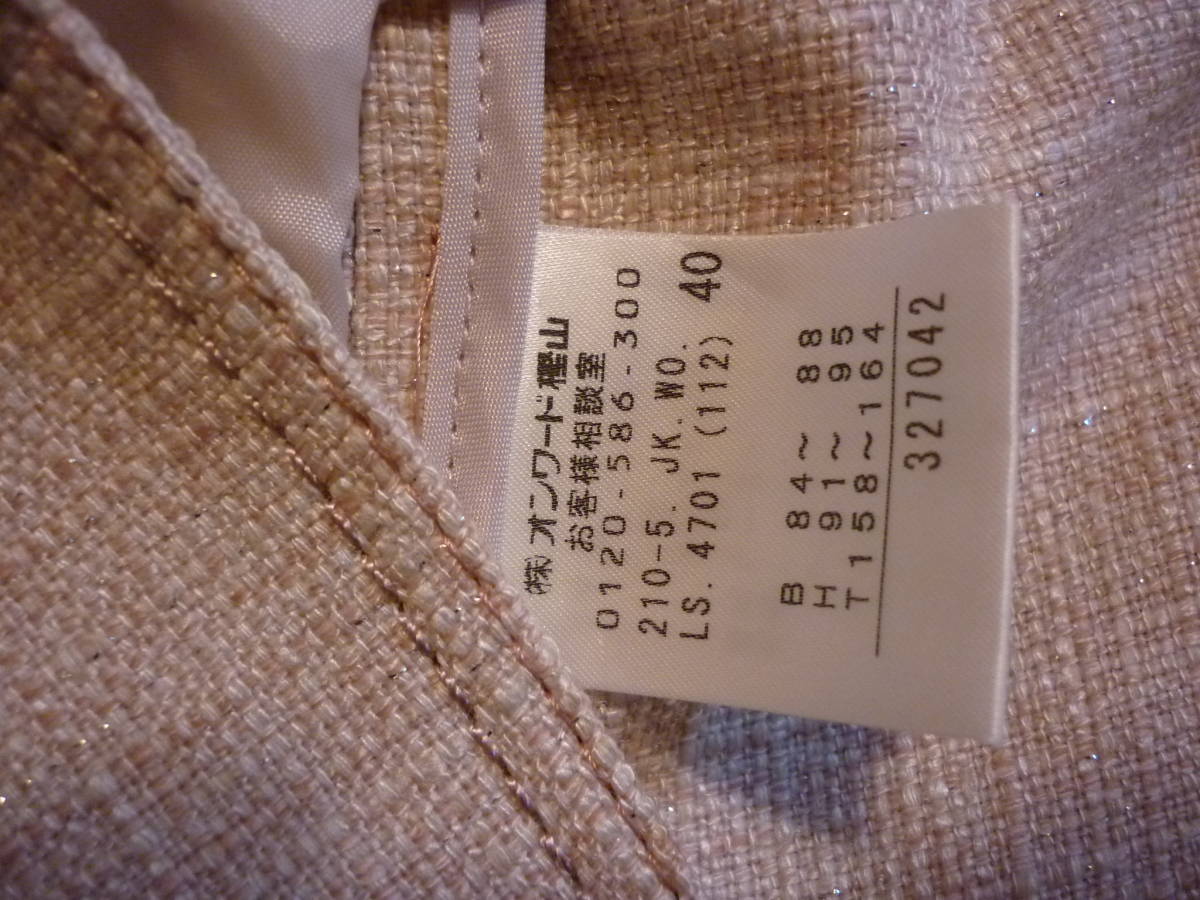 ㈱オンワード樫山
お客様相談室
0120-586-300
210-5. JK. WO.
LS. 4701 (112) 40
B 84～ 88
H 91～ 95
T 158～164
327042